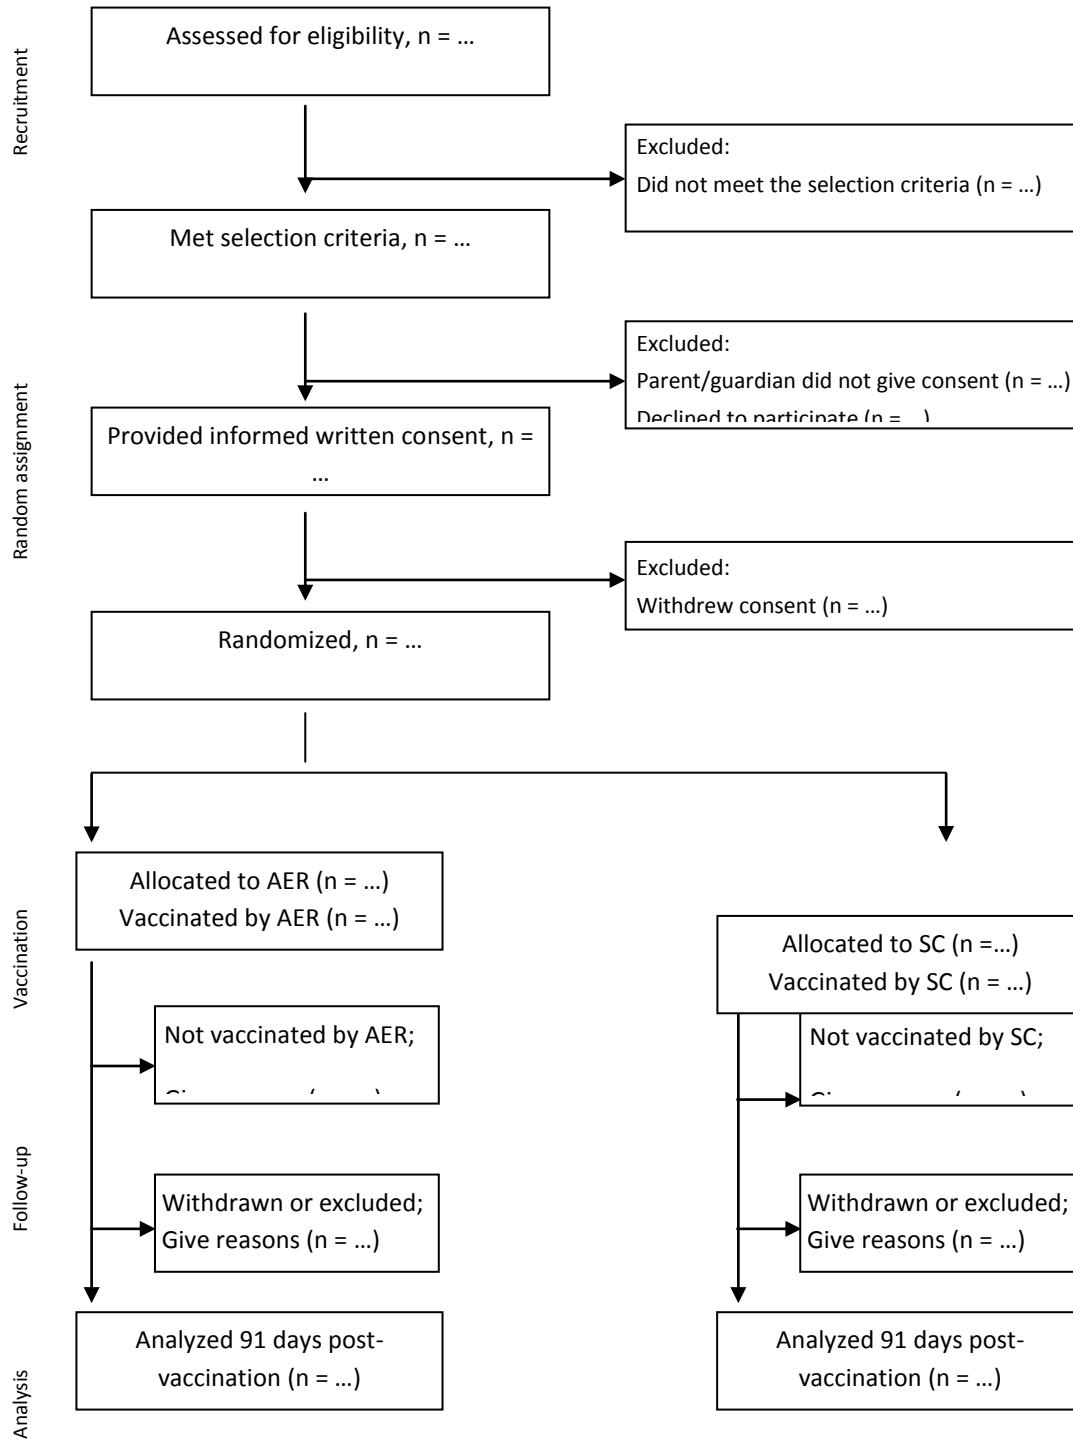 Recruitment
Assessed for eligibility, n = ...
Excluded:
Did not meet the selection criteria (n = ...)
Met selection criteria, n = ...
Random assignment
Excluded:
Parent/guardian did not give consent (n = ...)
Declined to participate (n = ...)
Provided informed written consent, n =
...
Excluded:
Withdrew consent (n = ...)
Randomized, n = ...
Vaccination
Allocated to AER (n = ...)
Vaccinated by AER (n = ...)
Allocated to SC (n =...)
Vaccinated by SC (n = ...)
Not vaccinated by AER;
Not vaccinated by SC;
Follow-up
Withdrawn or excluded;
Give reasons (n = ...)
Withdrawn or excluded;
Give reasons (n = ...)
Analysis
Analyzed 91 days post-
vaccination (n = ...)
Analyzed 91 days post-
vaccination (n = ...)